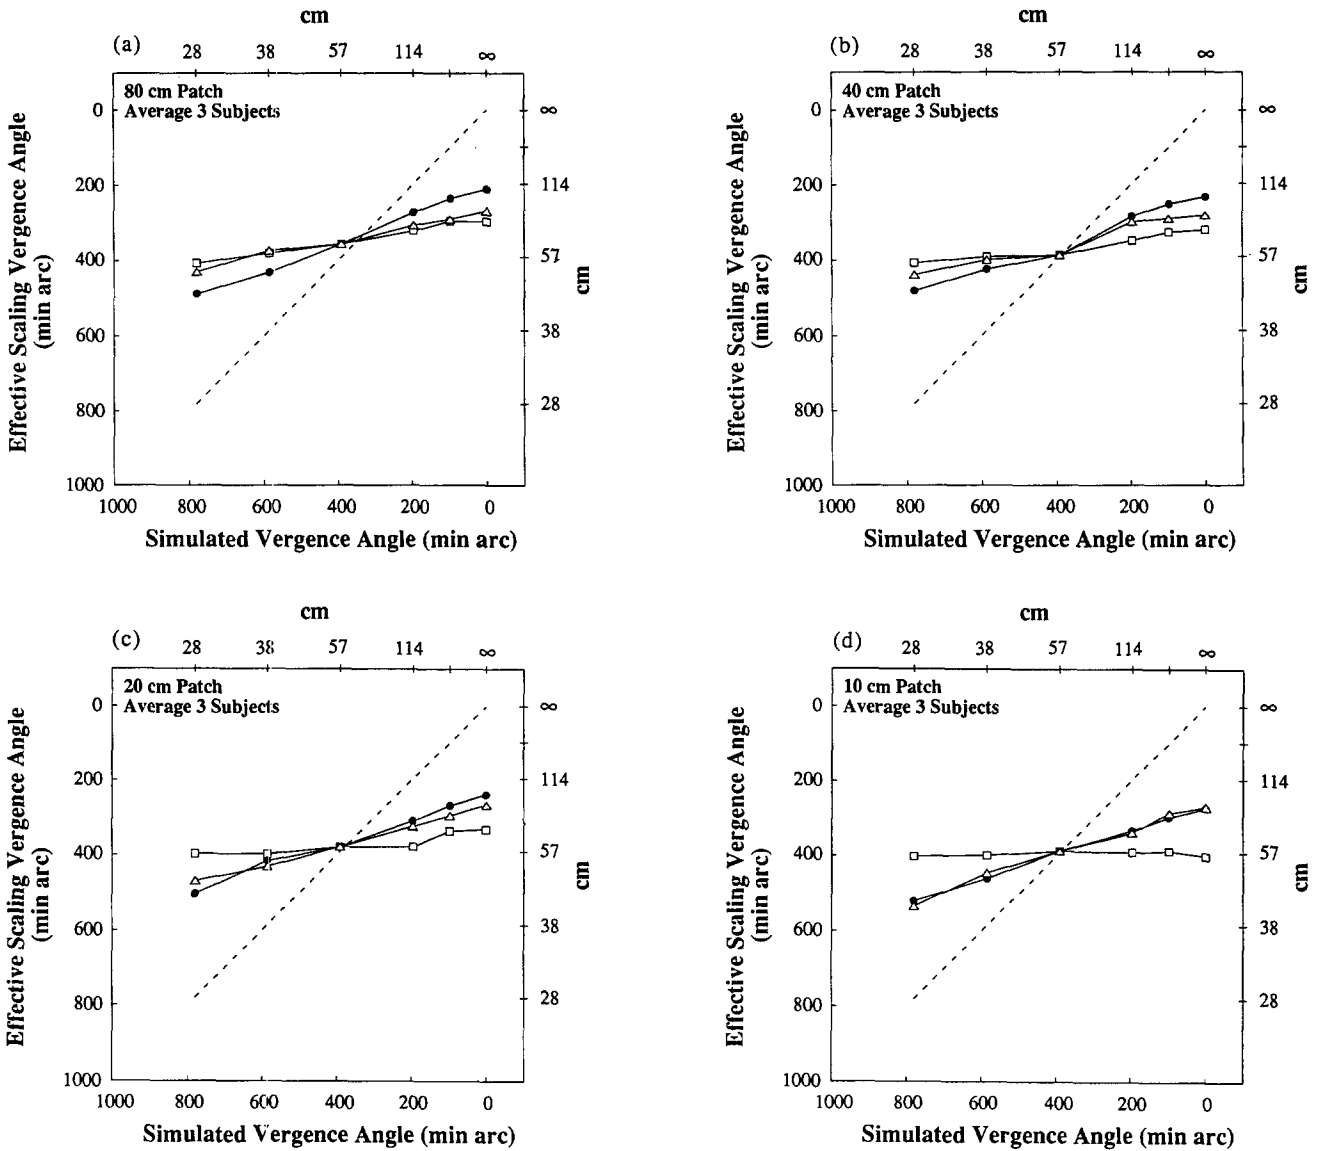 cm
(a) 28 38 57 114 ∞
80 cm Patch
Average 3 Subjects
0
200
400
600
800
1000
Effective Scaling Vergence Angle
(min arc)
∞
114
57
38
28
cm
1000 800 600 400 200 0
Simulated Vergence Angle (min arc)
cm
(b) 28 38 57 114 ∞
40 cm Patch
Average 3 Subjects
0
200
400
600
800
1000
Effective Scaling Vergence Angle
(min arc)
∞
114
57
38
28
cm
1000 800 600 400 200 0
Simulated Vergence Angle (min arc)
cm
(c) 28 38 57 114 ∞
20 cm Patch
Average 3 Subjects
0
200
400
600
800
1000
Effective Scaling Vergence Angle
(min arc)
∞
114
57
38
28
cm
1000 800 600 400 200 0
Simulated Vergence Angle (min arc)
cm
(d) 28 38 57 114 ∞
10 cm Patch
Average 3 Subjects
0
200
400
600
800
1000
Effective Scaling Vergence Angle
(min arc)
∞
114
57
38
28
cm
1000 800 600 400 200 0
Simulated Vergence Angle (min arc)